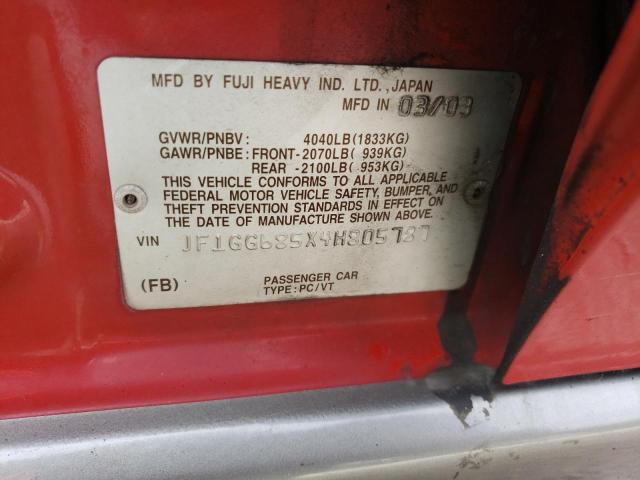 MFD BY FUJI HEAVY IND. LTD.,JAPAN
MFD IN 03/03
GVWR/PNBV: 4040LB(1833KG)
GAWR/PNBE: FRONT-2070LB( 939KG)
REAR -2100LB( 953KG)
THIS VEHICLE CONFORMS TO ALL APPLICABLE
FEDERAL MOTOR VEHICLE SAFETY, BUMPER, AND
THEFT PREVENTION STANDARDS IN EFFECT ON
THE DATE OF MANUFACTURE SHOWN ABOVE.
VIN JF1GG685X4H805787
(FB) PASSENGER CAR
TYPE:PC/VT